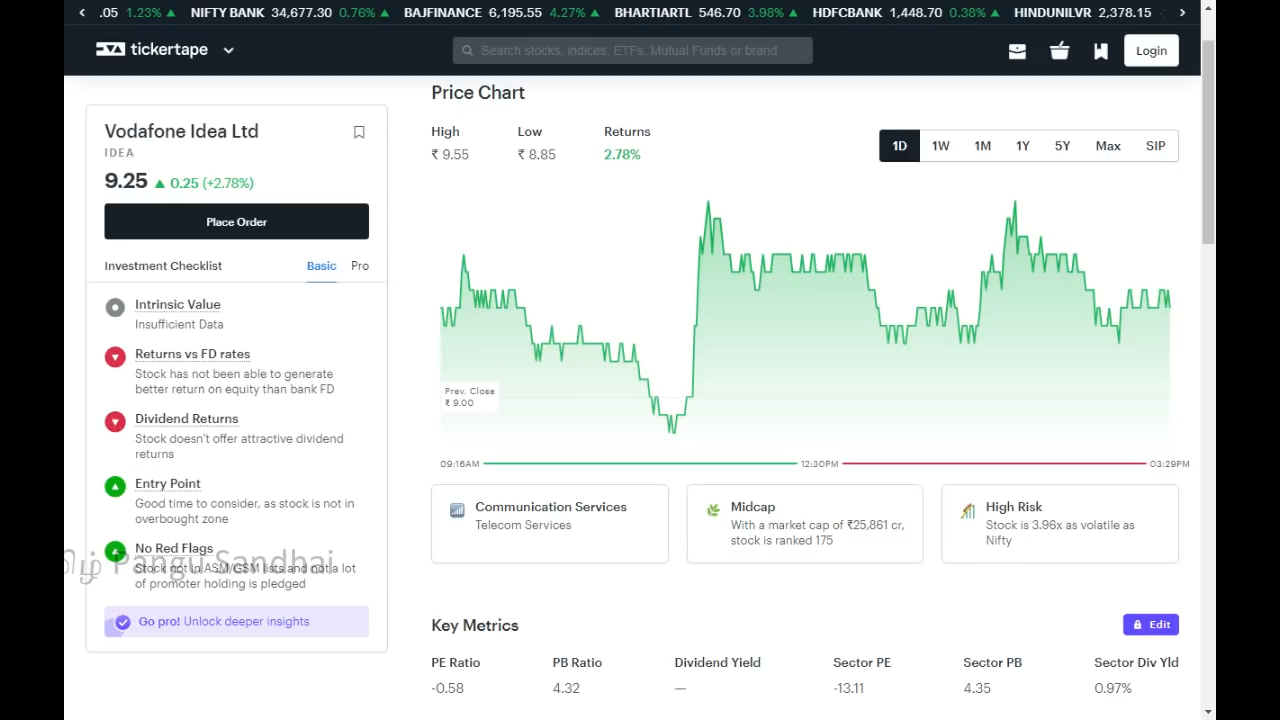 .05 1.23% NIFTY BANK 34,677.30 0.76% BAJFINANCE 6,195.55 4.27% BHARTIARTL 546.70 3.98% HDFCBANK 1,448.70 0.38% HINDUNILVR 2,378.15
tickertape
Search stocks, indices, ETFs, Mutual Funds or brand
Login
Vodafone Idea Ltd
IDEA
9.25 0.25 (+2.78%)
Place Order
Investment Checklist Basic Pro
Intrinsic Value
Insufficient Data
Returns vs FD rates
Stock has not been able to generate
better return on equity than bank FD
Dividend Returns
Stock doesn't offer attractive dividend
returns
Entry Point
Good time to consider, as stock is not in
overbought zone
No Red Flags
Stock not in ASM/GSM lists and not a lot
of promoter holding is pledged
Pangu Sandhai
Go pro! Unlock deeper insights
Price Chart
High Low Returns
₹ 9.55 ₹ 8.85 2.78%
1D 1W 1M 1Y 5Y Max SIP
Prev. Close
₹ 9.00
09:16AM 12:30PM 03:29PM
Communication Services
Telecom Services
Midcap
With a market cap of ₹25,861 cr,
stock is ranked 175
High Risk
Stock is 3.96x as volatile as
Nifty
Key Metrics
Edit
PE Ratio PB Ratio Dividend Yield Sector PE Sector PB Sector Div Yld
-0.58 4.32 — -13.11 4.35 0.97%